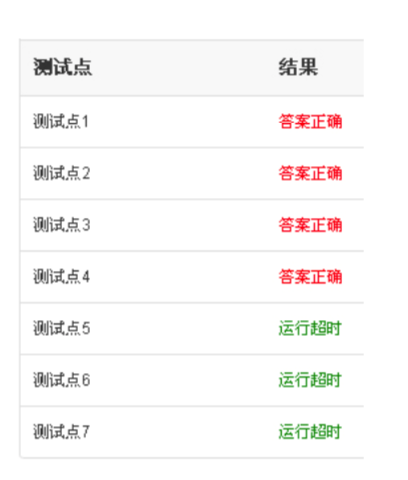 测试点 结果
测试点1 答案正确
测试点2 答案正确
测试点3 答案正确
测试点4 答案正确
测试点5 运行超时
测试点6 运行超时
测试点7 运行超时